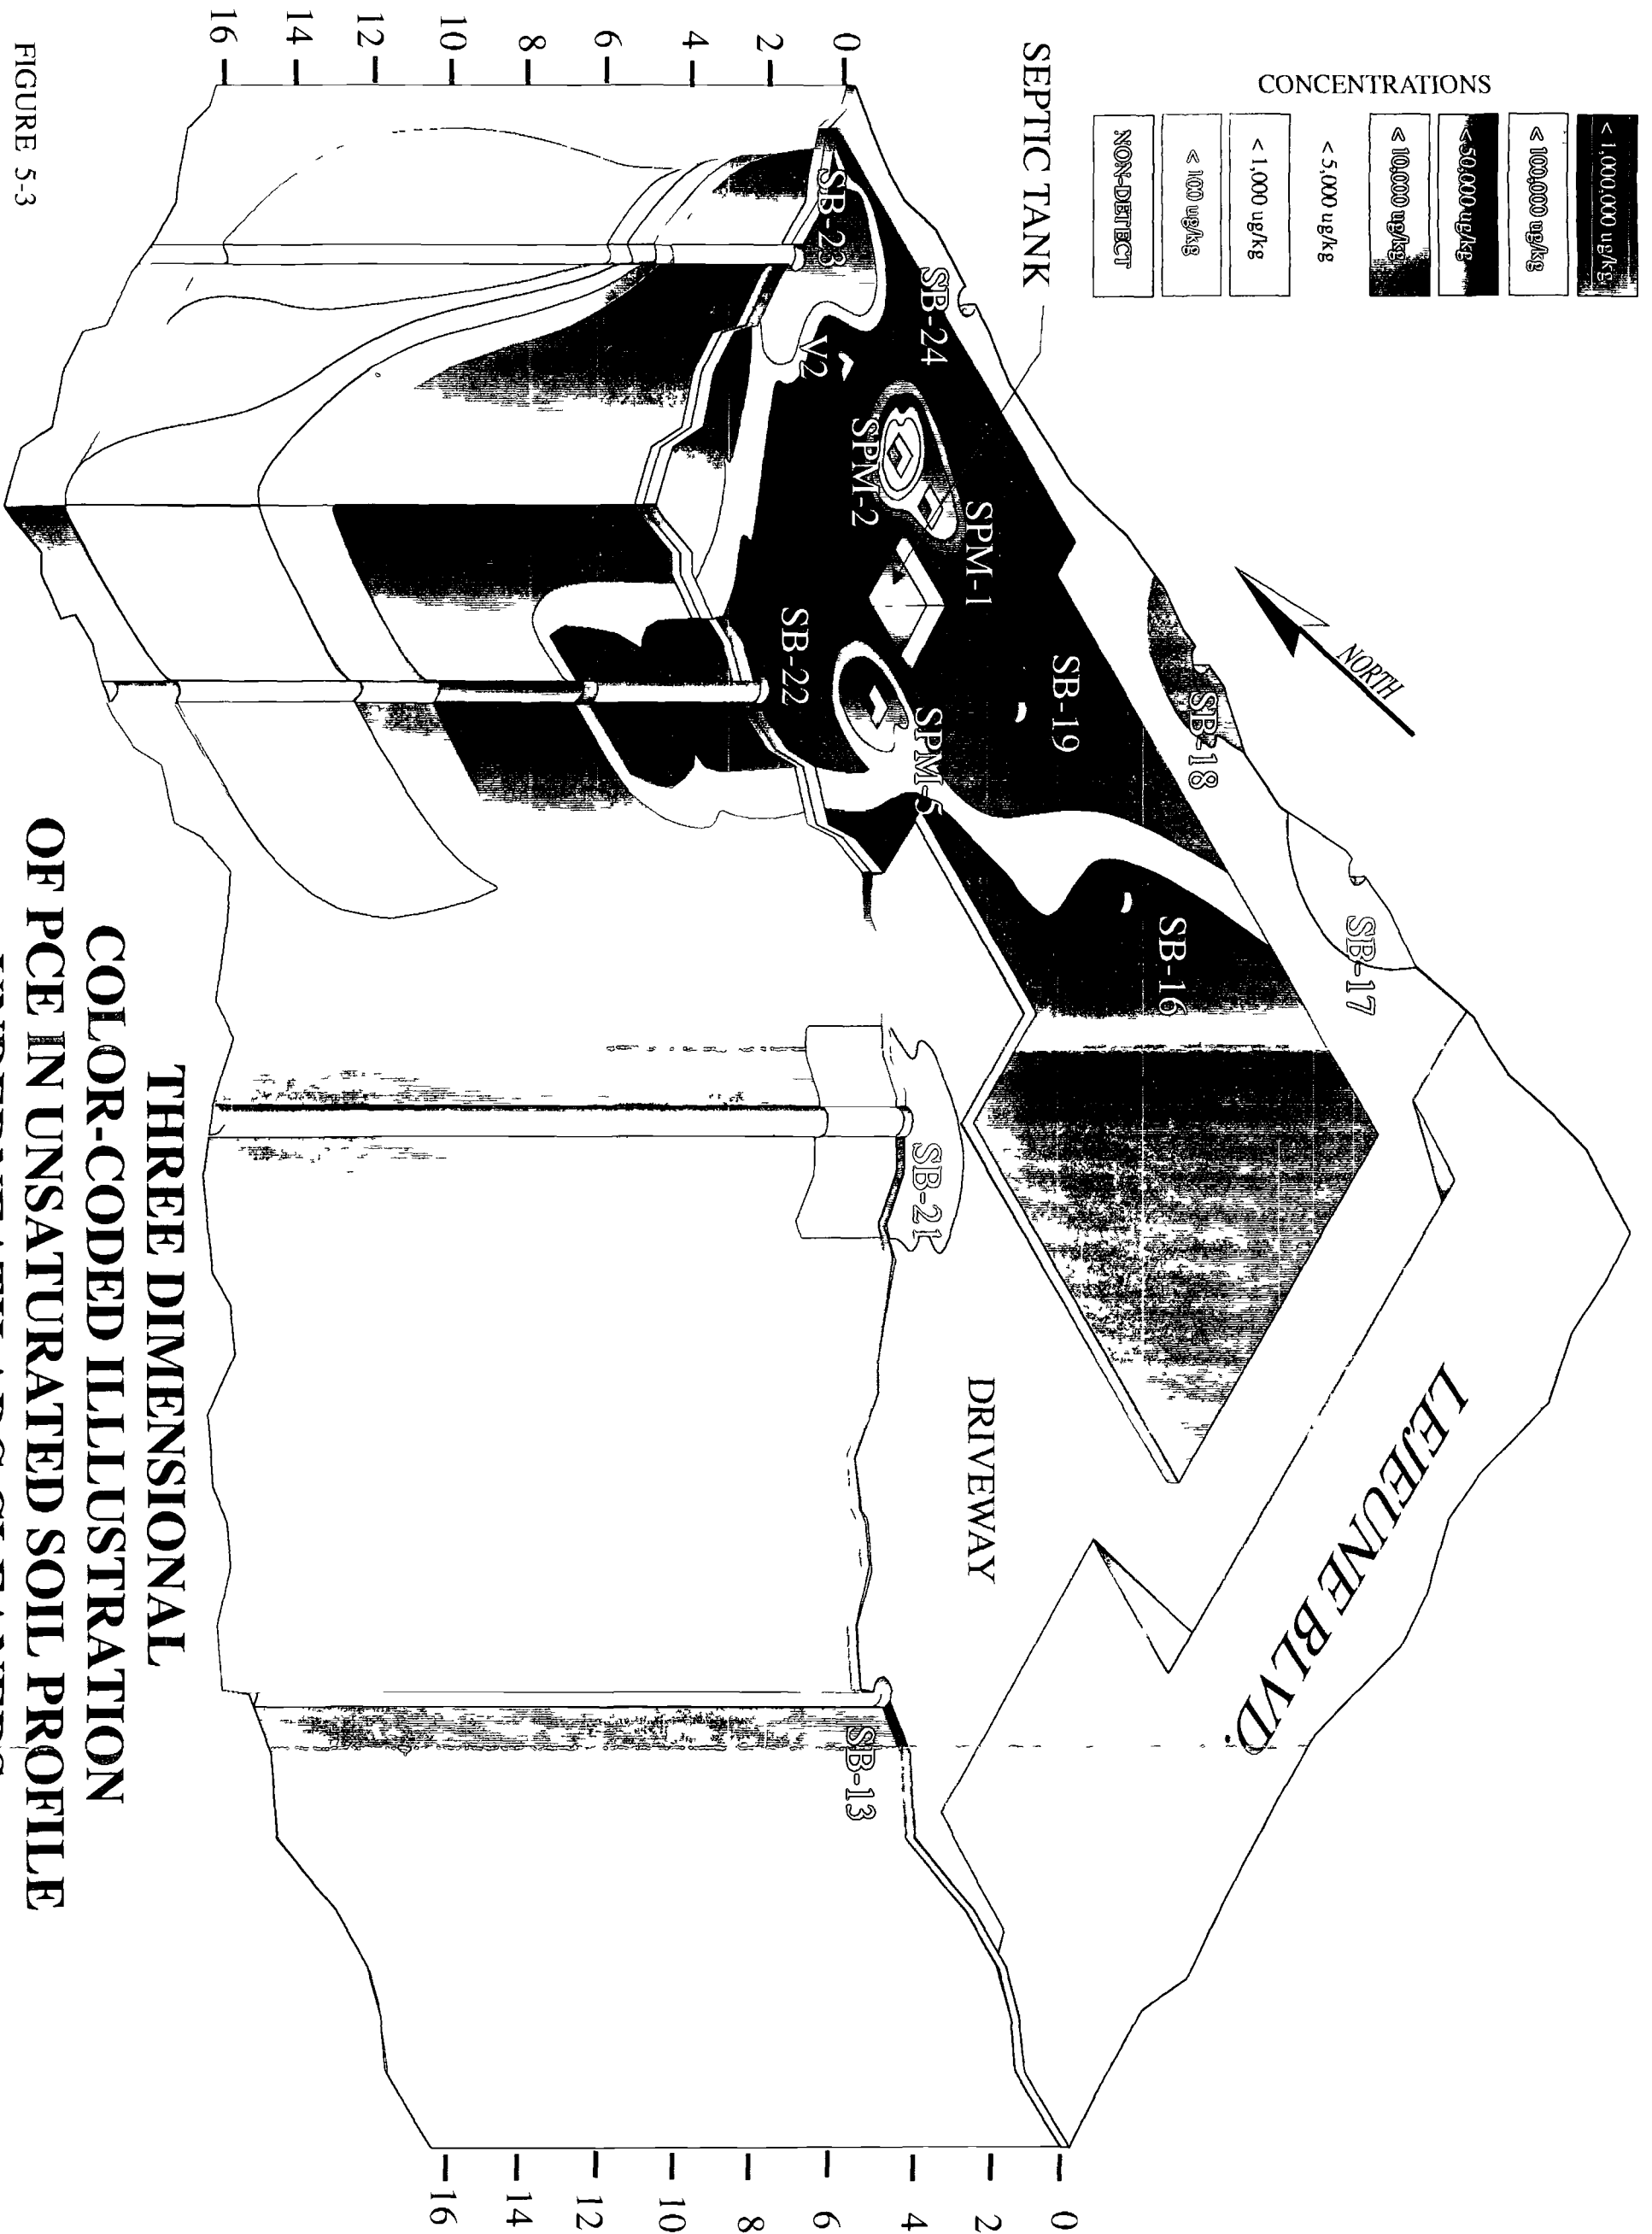 CONCENTRATIONS
< 1,000,000 ug/kg
< 100,000 ug/kg
< 50,000 ug/kg
< 10,000 ug/kg
< 5,000 ug/kg
< 1,000 ug/kg
< 100 ug/kg
NON-DETECT
NORTH
LEJEUNE BLVD.
SEPTIC TANK
SB-17
SB-18
SB-16
SB-19
SPM-1
SB-24
SPM-5
SPM-2
V2
SB-23
SB-22
SB-21
SB-13
DRIVEWAY
0
2
4
6
8
10
12
14
16
0
2
4
6
8
10
12
14
16
THREE DIMENSIONAL
COLOR-CODED ILLUSTRATION
OF PCE IN UNSATURATED SOIL PROFILE
FIGURE 5-3